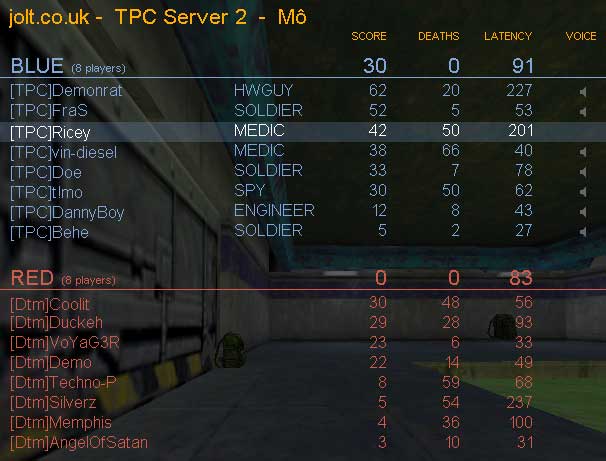 jolt.co.uk - TPC Server 2 - Mô
SCORE DEATHS LATENCY VOICE
BLUE (8 players) 30 0 91
[TPC]Demonrat HWGUY 62 20 227
[TPC]FraS SOLDIER 52 5 53
[TPC]Ricey MEDIC 42 50 201
[TPC]vin-diesel MEDIC 38 66 40
[TPC]Doe SOLDIER 33 7 78
[TPC]t!mo SPY 30 50 62
[TPC]DannyBoy ENGINEER 12 8 43
[TPC]Behe SOLDIER 5 2 27
RED (8 players) 0 0 83
[Dtm]Coolit 30 48 56
[Dtm]Duckeh 29 28 93
[Dtm]VoYaG3R 23 6 33
[Dtm]Demo 22 14 49
[Dtm]Techno-P 8 59 68
[Dtm]Silverz 5 54 237
[Dtm]Memphis 4 36 100
[Dtm]AngelOfSatan 3 10 31